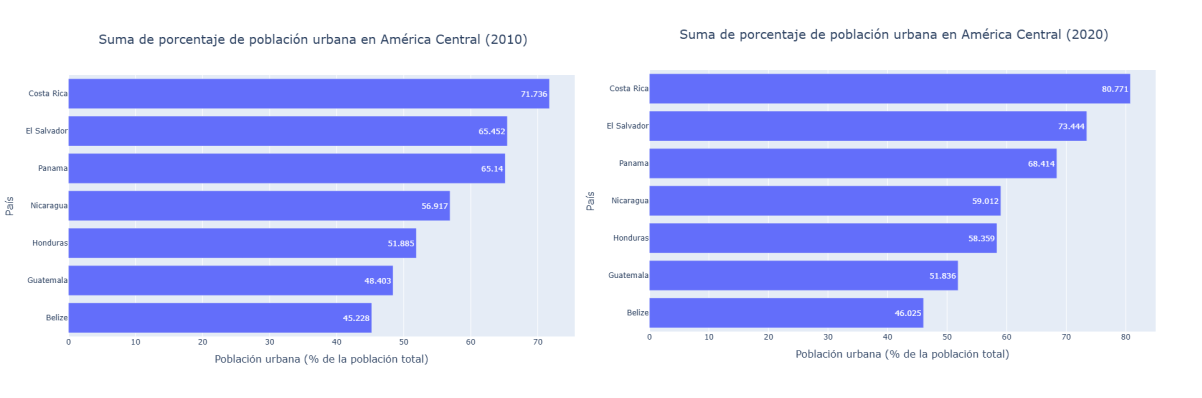 Suma de porcentaje de población urbana en América Central (2010)
Costa Rica 71.736
El Salvador 65.452
Panama 65.14
Nicaragua 56.917
País
Honduras 51.885
Guatemala 48.403
Belize 45.228
0 10 20 30 40 50 60 70
Población urbana (% de la población total)
Suma de porcentaje de población urbana en América Central (2020)
Costa Rica 80.771
El Salvador 73.444
Panama 68.414
Nicaragua 59.012
País
Honduras 58.359
Guatemala 51.836
Belize 46.025
0 10 20 30 40 50 60 70 80
Población urbana (% de la población total)